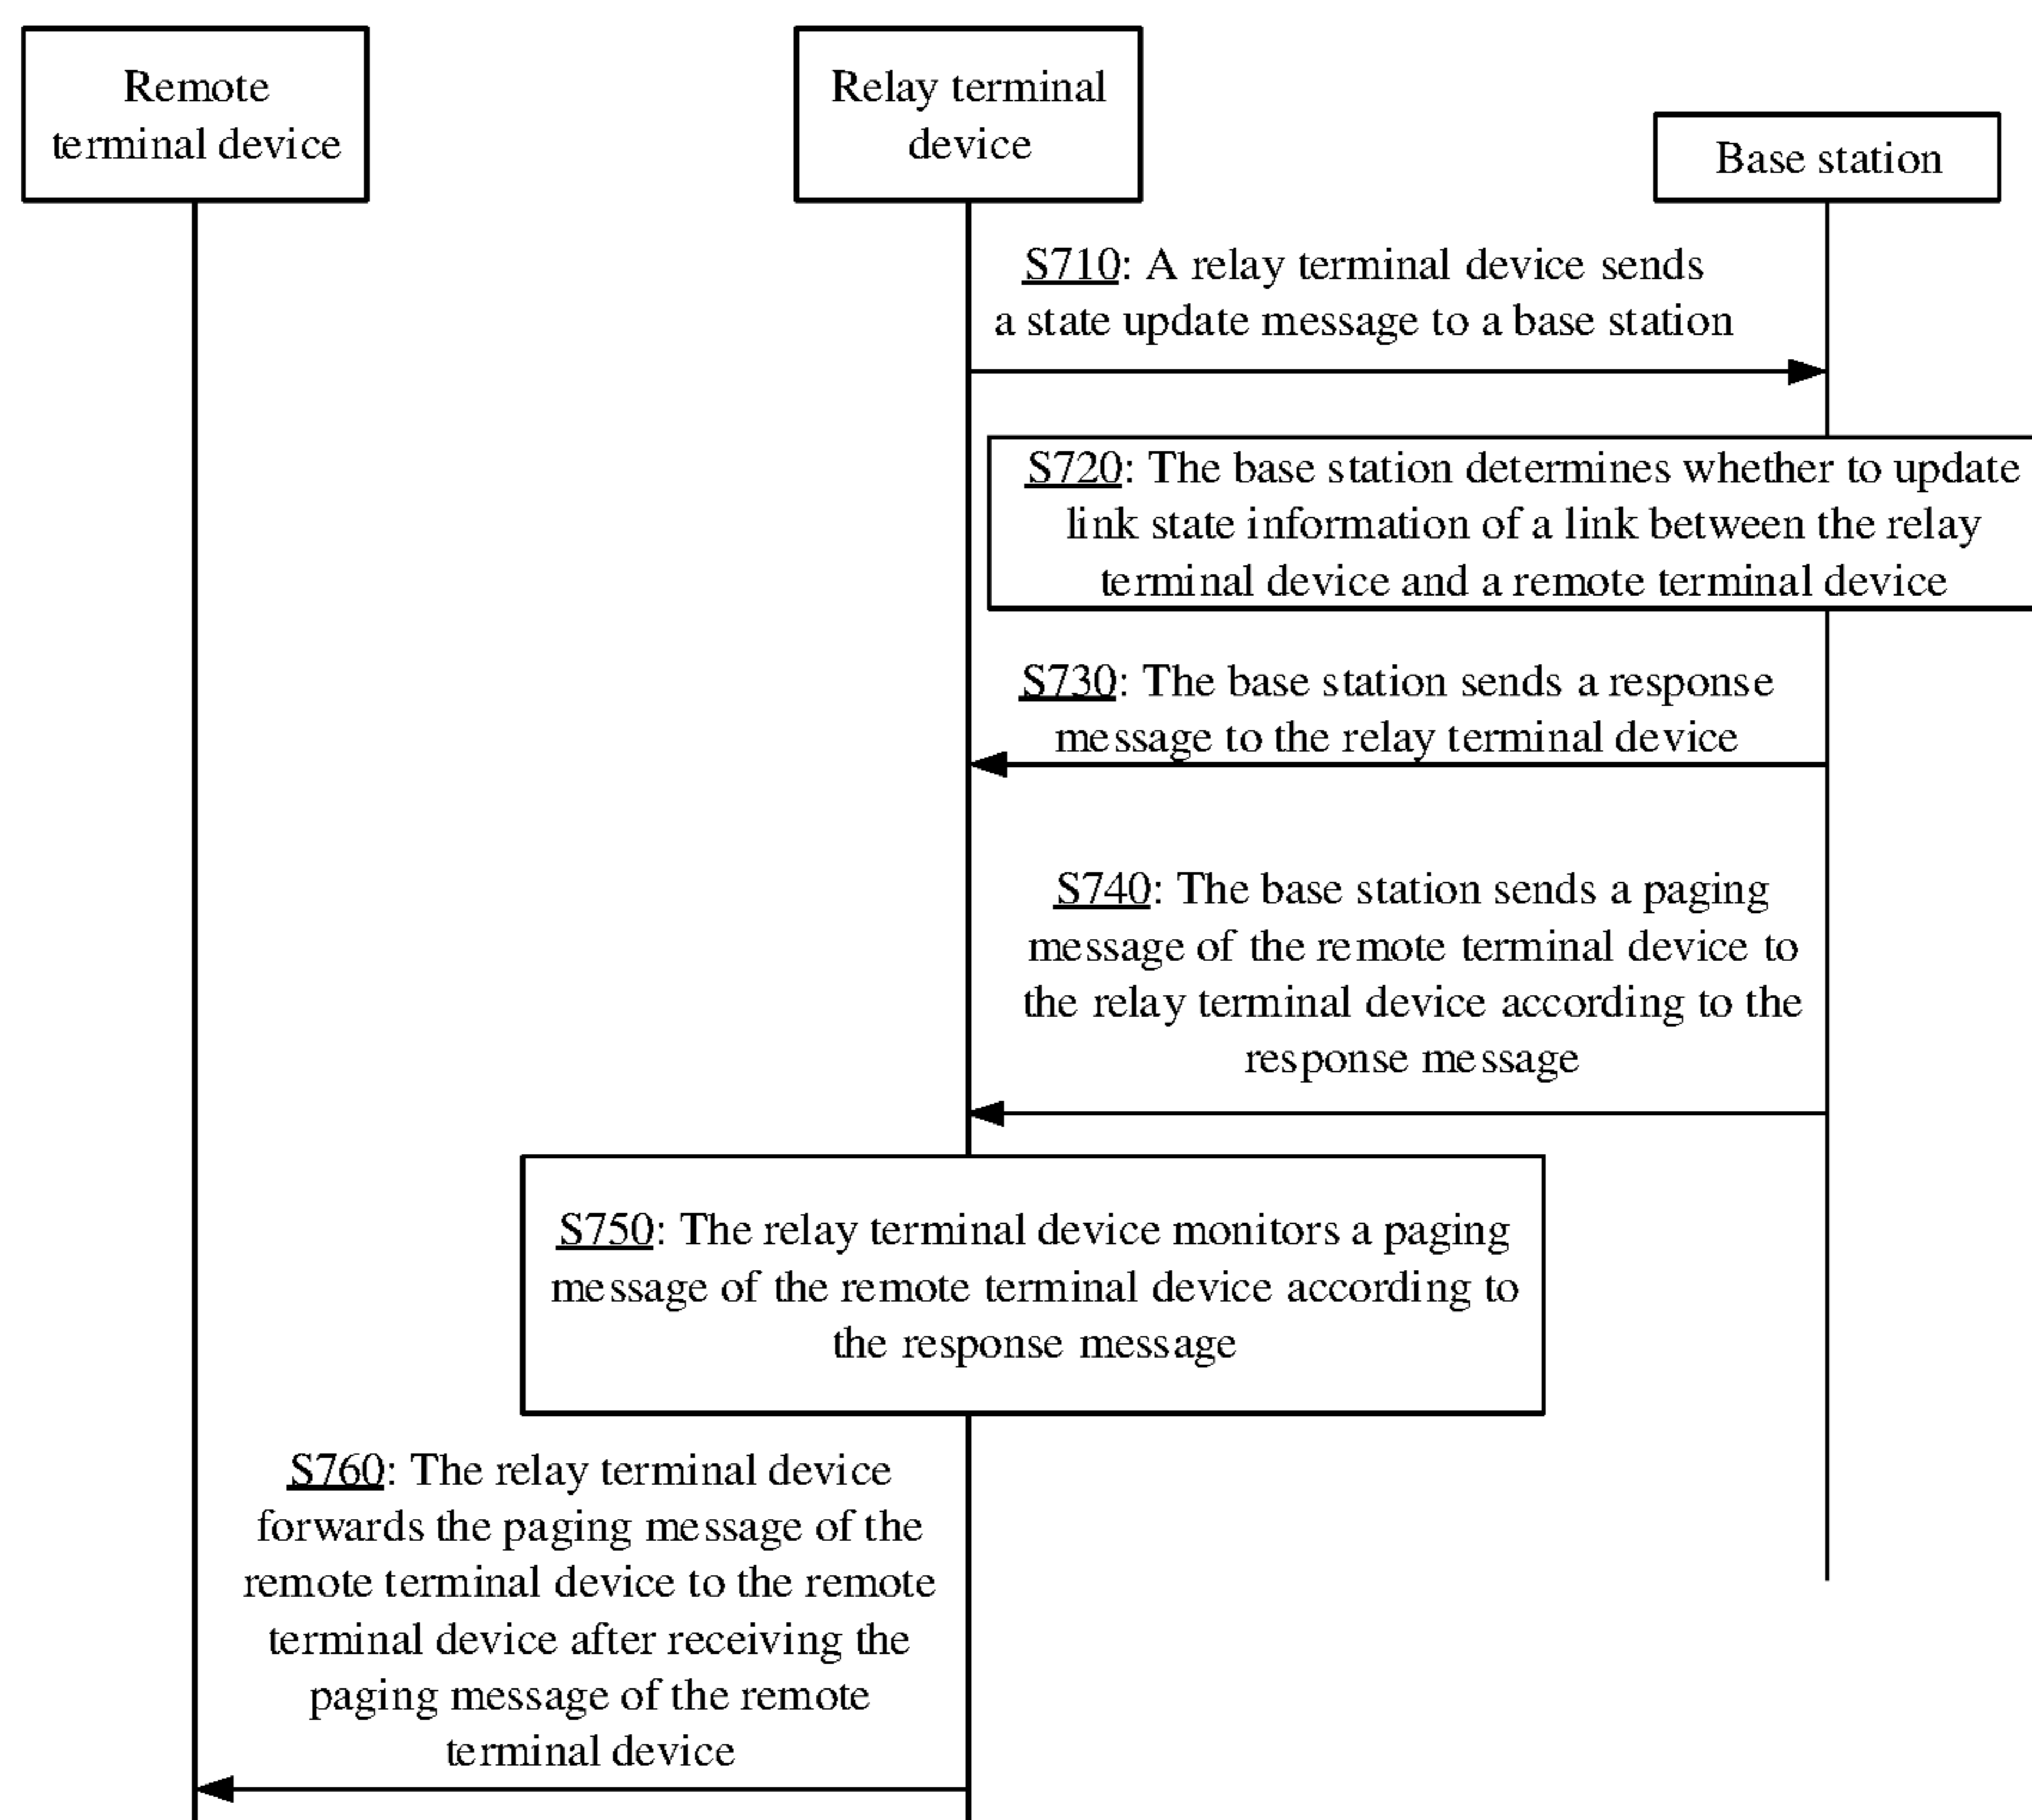 Remote
terminal device
Relay terminal
device
Base station
S710: A relay terminal device sends
a state update message to a base station
S720: The base station determines whether to update
link state information of a link between the relay
terminal device and a remote terminal device
S730: The base station sends a response
message to the relay terminal device
S740: The base station sends a paging
message of the remote terminal device to
the relay terminal device according to the
response message
S750: The relay terminal device monitors a paging
message of the remote terminal device according to
the response message
S760: The relay terminal device
forwards the paging message of the
remote terminal device to the remote
terminal device after receiving the
paging message of the remote
terminal device